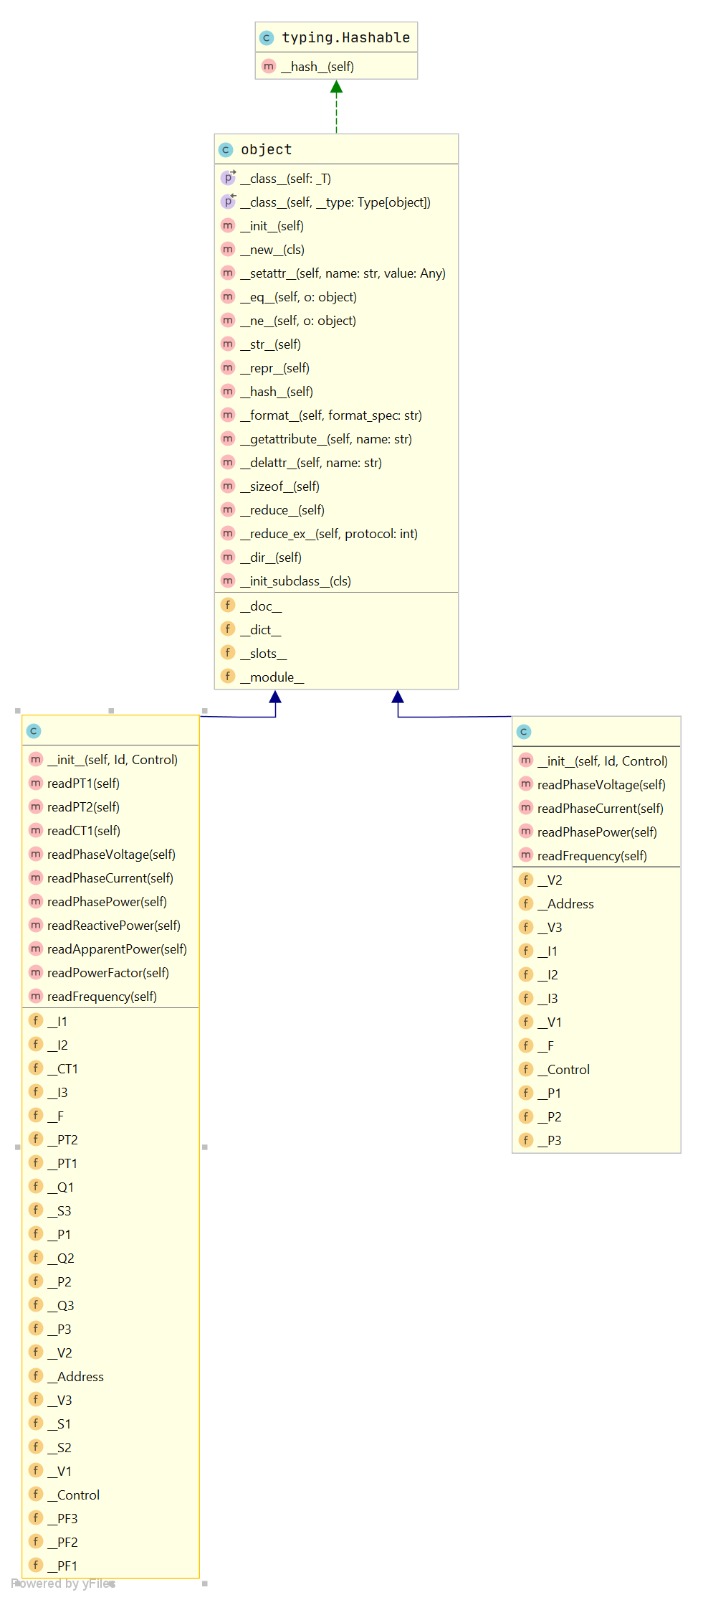 typing.Hashable
__hash__(self)
object
__class__(self: _T)
__class__(self, __type: Type[object])
__init__(self)
__new__(cls)
__setattr__(self, name: str, value: Any)
__eq__(self, o: object)
__ne__(self, o: object)
__str__(self)
__repr__(self)
__hash__(self)
__format__(self, format_spec: str)
__getattribute__(self, name: str)
__delattr__(self, name: str)
__sizeof__(self)
__reduce__(self)
__reduce_ex__(self, protocol: int)
__dir__(self)
__init_subclass__(cls)
__doc__
__dict__
__slots__
__module__
__init__(self, Id, Control)
readPT1(self)
readPT2(self)
readCT1(self)
readPhaseVoltage(self)
readPhaseCurrent(self)
readPhasePower(self)
readReactivePower(self)
readApparentPower(self)
readPowerFactor(self)
readFrequency(self)
__I1
__I2
__CT1
__I3
__F
__PT2
__PT1
__Q1
__S3
__P1
__Q2
__P2
__Q3
__P3
__V2
__Address
__V3
__S1
__S2
__V1
__Control
__PF3
__PF2
__PF1
__init__(self, Id, Control)
readPhaseVoltage(self)
readPhaseCurrent(self)
readPhasePower(self)
readFrequency(self)
__V2
__Address
__V3
__I1
__I2
__I3
__V1
__F
__Control
__P1
__P2
__P3
Powered by yFiles